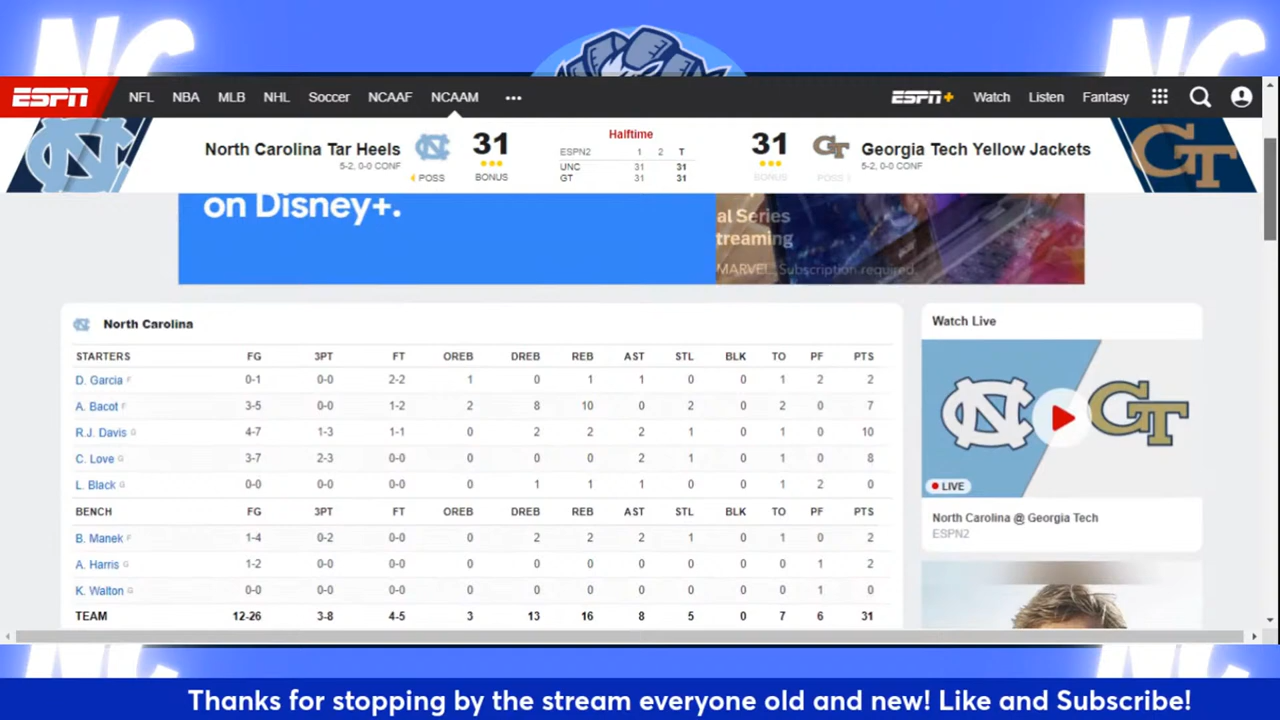 NC NC
ESPN NFL NBA MLB NHL Soccer NCAAF NCAAM ••• ESPN+ Watch Listen Fantasy
North Carolina Tar Heels 31 Halftime 31 Georgia Tech Yellow Jackets
5-2, 0-0 CONF ESPN2 1 2 T 5-2, 0-0 CONF
POSS BONUS UNC 31 31 BONUS POSS
GT 31 31
on Disney+.
al Series
treaming
MARVEL. Subscription required.
North Carolina
STARTERS FG 3PT FT OREB DREB REB AST STL BLK TO PF PTS
D. Garcia F 0-1 0-0 2-2 1 0 1 1 0 0 1 2 2
A. Bacot F 3-5 0-0 1-2 2 8 10 0 2 0 2 0 7
R.J. Davis G 4-7 1-3 1-1 0 2 2 2 1 0 1 0 10
C. Love G 3-7 2-3 0-0 0 0 0 2 1 0 1 0 8
L. Black G 0-0 0-0 0-0 0 1 1 1 0 0 1 2 0
BENCH FG 3PT FT OREB DREB REB AST STL BLK TO PF PTS
B. Manek F 1-4 0-2 0-0 0 2 2 2 1 0 1 0 2
A. Harris G 1-2 0-0 0-0 0 0 0 0 0 0 0 1 2
K. Walton G 0-0 0-0 0-0 0 0 0 0 0 0 0 1 0
TEAM 12-26 3-8 4-5 3 13 16 8 5 0 7 6 31
Watch Live
NC GT
LIVE
North Carolina @ Georgia Tech
ESPN2
NC NC
Thanks for stopping by the stream everyone old and new! Like and Subscribe!